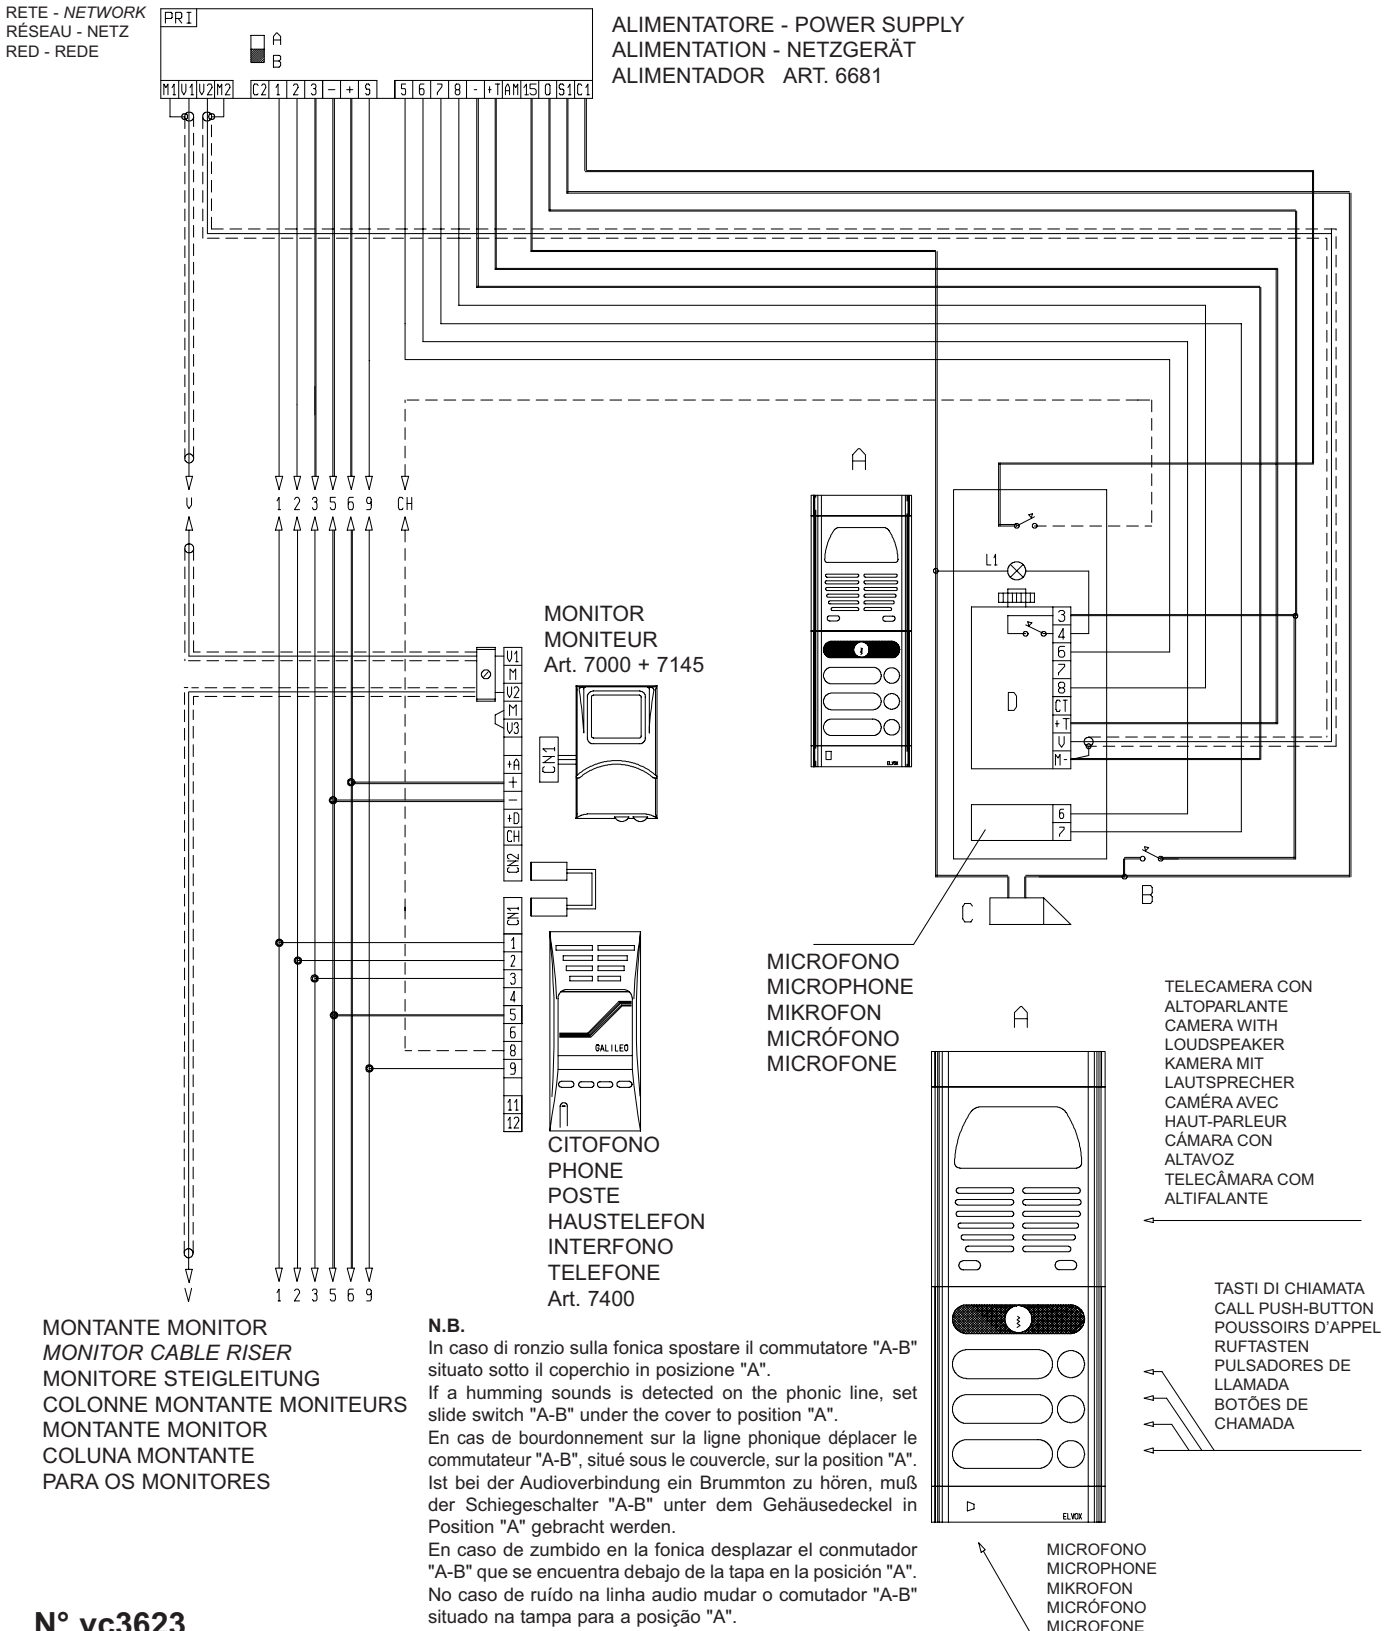 RETE - NETWORK
RÉSEAU - NETZ
RED - REDE
PRI
A
B
ALIMENTATORE - POWER SUPPLY
ALIMENTATION - NETZGERÄT
ALIMENTADOR ART. 6681
M1 V1 V2 M2 C2 1 2 3 - + S 5 6 7 8 - +T AM 15 0 S1 C1
V 1 2 3 5 6 9 CH
A
L1
3
4
6
7
8
CT
+T
V
M-
D
6
7
B
C
MONITOR
MONITEUR
Art. 7000 + 7145
V1
M
V2
M
V3
+A
+
-
+D
CH
CN2
CN1
CN1
1
2
3
4
5
6
8
9
11
12
ELVOX
GALILEO
CITOFONO
PHONE
POSTE
HAUSTELEFON
INTERFONO
TELEFONE
Art. 7400
MICROFONO
MICROPHONE
MIKROFON
MICRÓFONO
MICROFONE
A
TELECAMERA CON
ALTOPARLANTE
CAMERA WITH
LOUDSPEAKER
KAMERA MIT
LAUTSPRECHER
CAMÉRA AVEC
HAUT-PARLEUR
CÁMARA CON
ALTAVOZ
TELECÂMARA COM
ALTIFALANTE
TASTI DI CHIAMATA
CALL PUSH-BUTTON
POUSSOIRS D'APPEL
RUFTASTEN
PULSADORES DE
LLAMADA
BOTÕES DE
CHAMADA
ELVOX
MICROFONO
MICROPHONE
MIKROFON
MICRÓFONO
MICROFONE
V 1 2 3 5 6 9
MONTANTE MONITOR
MONITOR CABLE RISER
MONITORE STEIGLEITUNG
COLONNE MONTANTE MONITEURS
MONTANTE MONITOR
COLUNA MONTANTE
PARA OS MONITORES
N.B.
In caso di ronzio sulla fonica spostare il commutatore "A-B"
situato sotto il coperchio in posizione "A".
If a humming sounds is detected on the phonic line, set
slide switch "A-B" under the cover to position "A".
En cas de bourdonnement sur la ligne phonique déplacer le
commutateur "A-B", situé sous le couvercle, sur la position "A".
Ist bei der Audioverbindung ein Brummton zu hören, muß
der Schiegeschalter "A-B" unter dem Gehäusedeckel in
Position "A" gebracht werden.
En caso de zumbido en la fonica desplazar el conmutador
"A-B" que se encuentra debajo de la tapa en la posición "A".
No caso de ruído na linha audio mudar o comutador "A-B"
situado na tampa para a posição "A".
N° vc3623